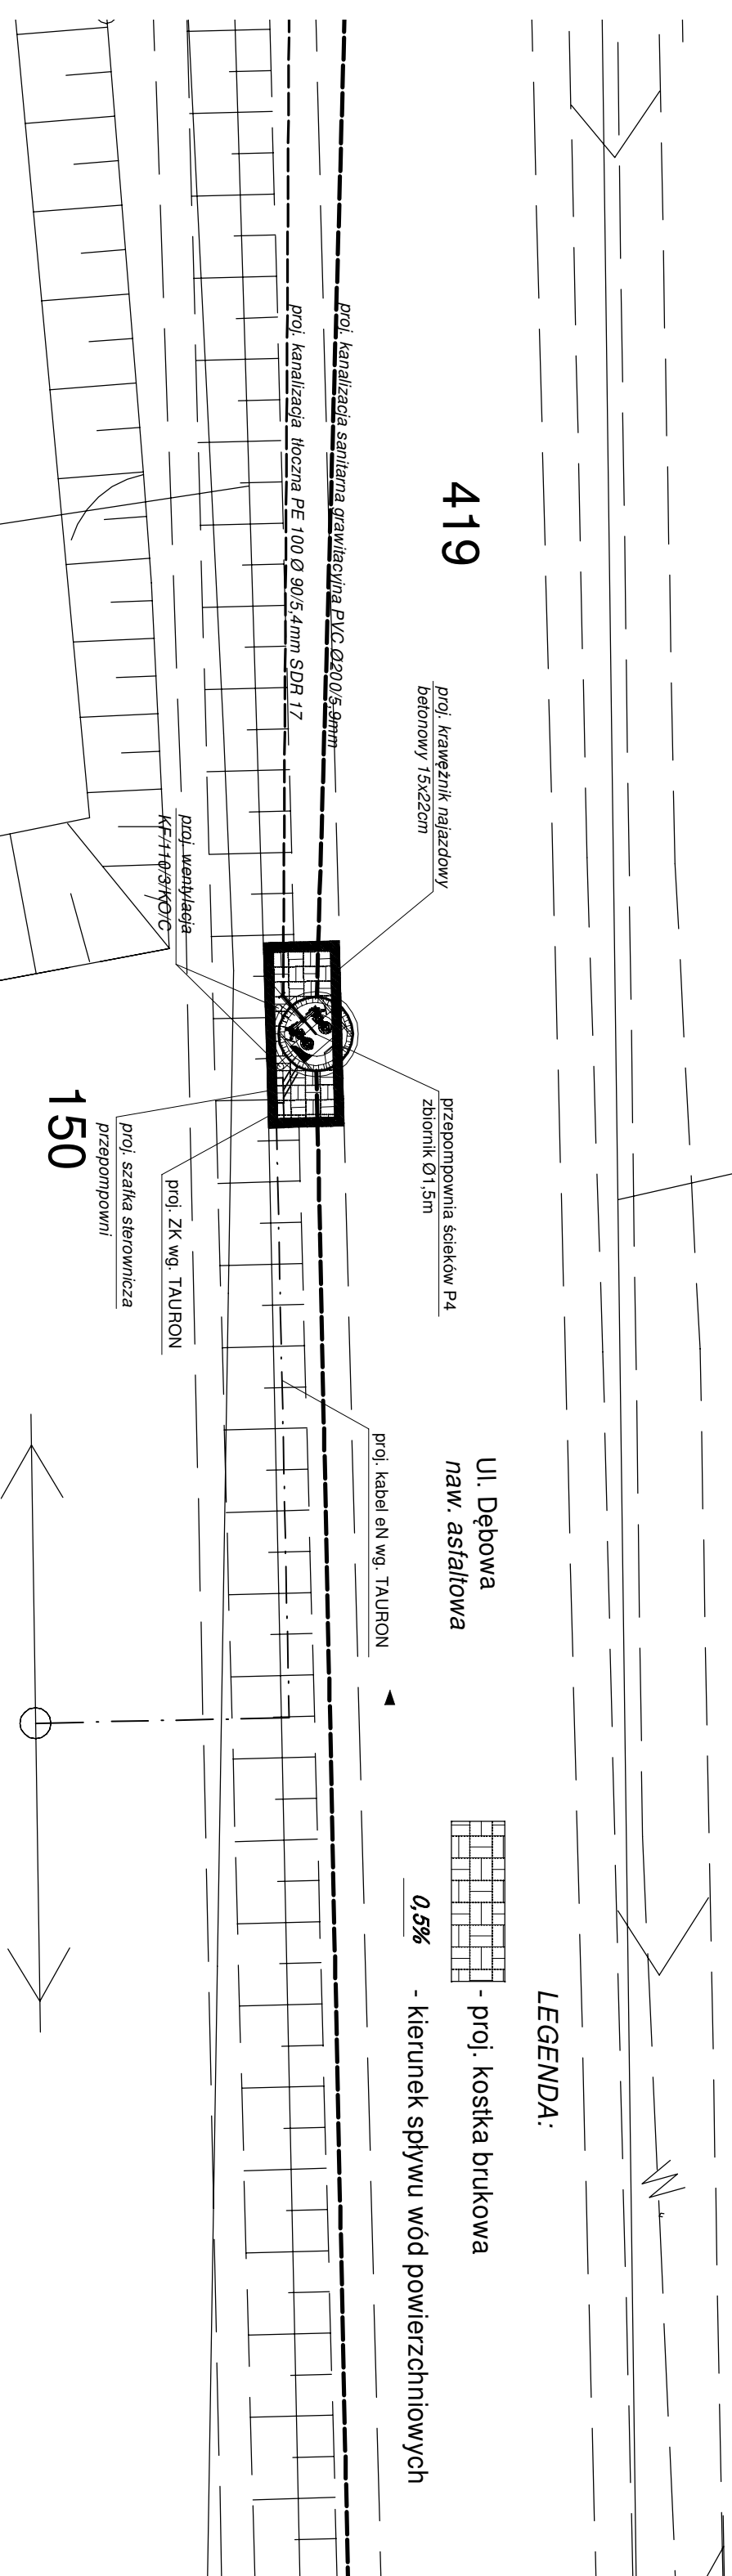 LEGENDA:
- proj. kostka brukowa
0,5%
- kierunek spływu wód powierzchniowych
419
Ul. Dębowa
naw. asfaltowa
proj. krawężnik najazdowy
betonowy 15x22cm
przepompownia ścieków P4
zbiornik Ø1,5m
proj. kabel eN wg. TAURON
proj. kanalizacja sanitarna grawitacyjna PVC Ø200/5,9mm
proj. kanalizacja tłoczna PE 100 Ø 90/5,4mm SDR 17
proj. wentylacja
KF/110/3/KO/C
proj. ZK wg. TAURON
proj. szafka sterownicza
przepompowni
150